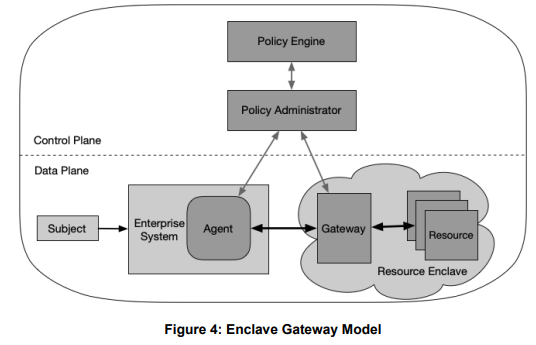 Policy Engine
Policy Administrator
Control Plane
Data Plane
Subject
Enterprise
System
Agent
Gateway
Resource
Resource Enclave
Figure 4: Enclave Gateway Model